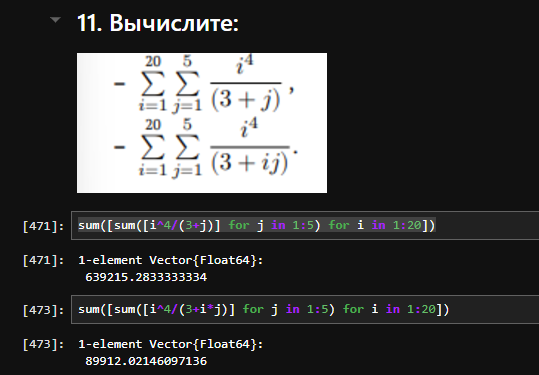 11. Вычислите:
- \sum_{i=1}^{20} \sum_{j=1}^{5} \frac{i^4}{(3 + j)},
- \sum_{i=1}^{20} \sum_{j=1}^{5} \frac{i^4}{(3 + ij)}.
[471]: sum([sum([i^4/(3+j)] for j in 1:5) for i in 1:20])
[471]: 1-element Vector{Float64}:
639215.2833333334
[473]: sum([sum([i^4/(3+i*j)] for j in 1:5) for i in 1:20])
[473]: 1-element Vector{Float64}:
89912.02146097136